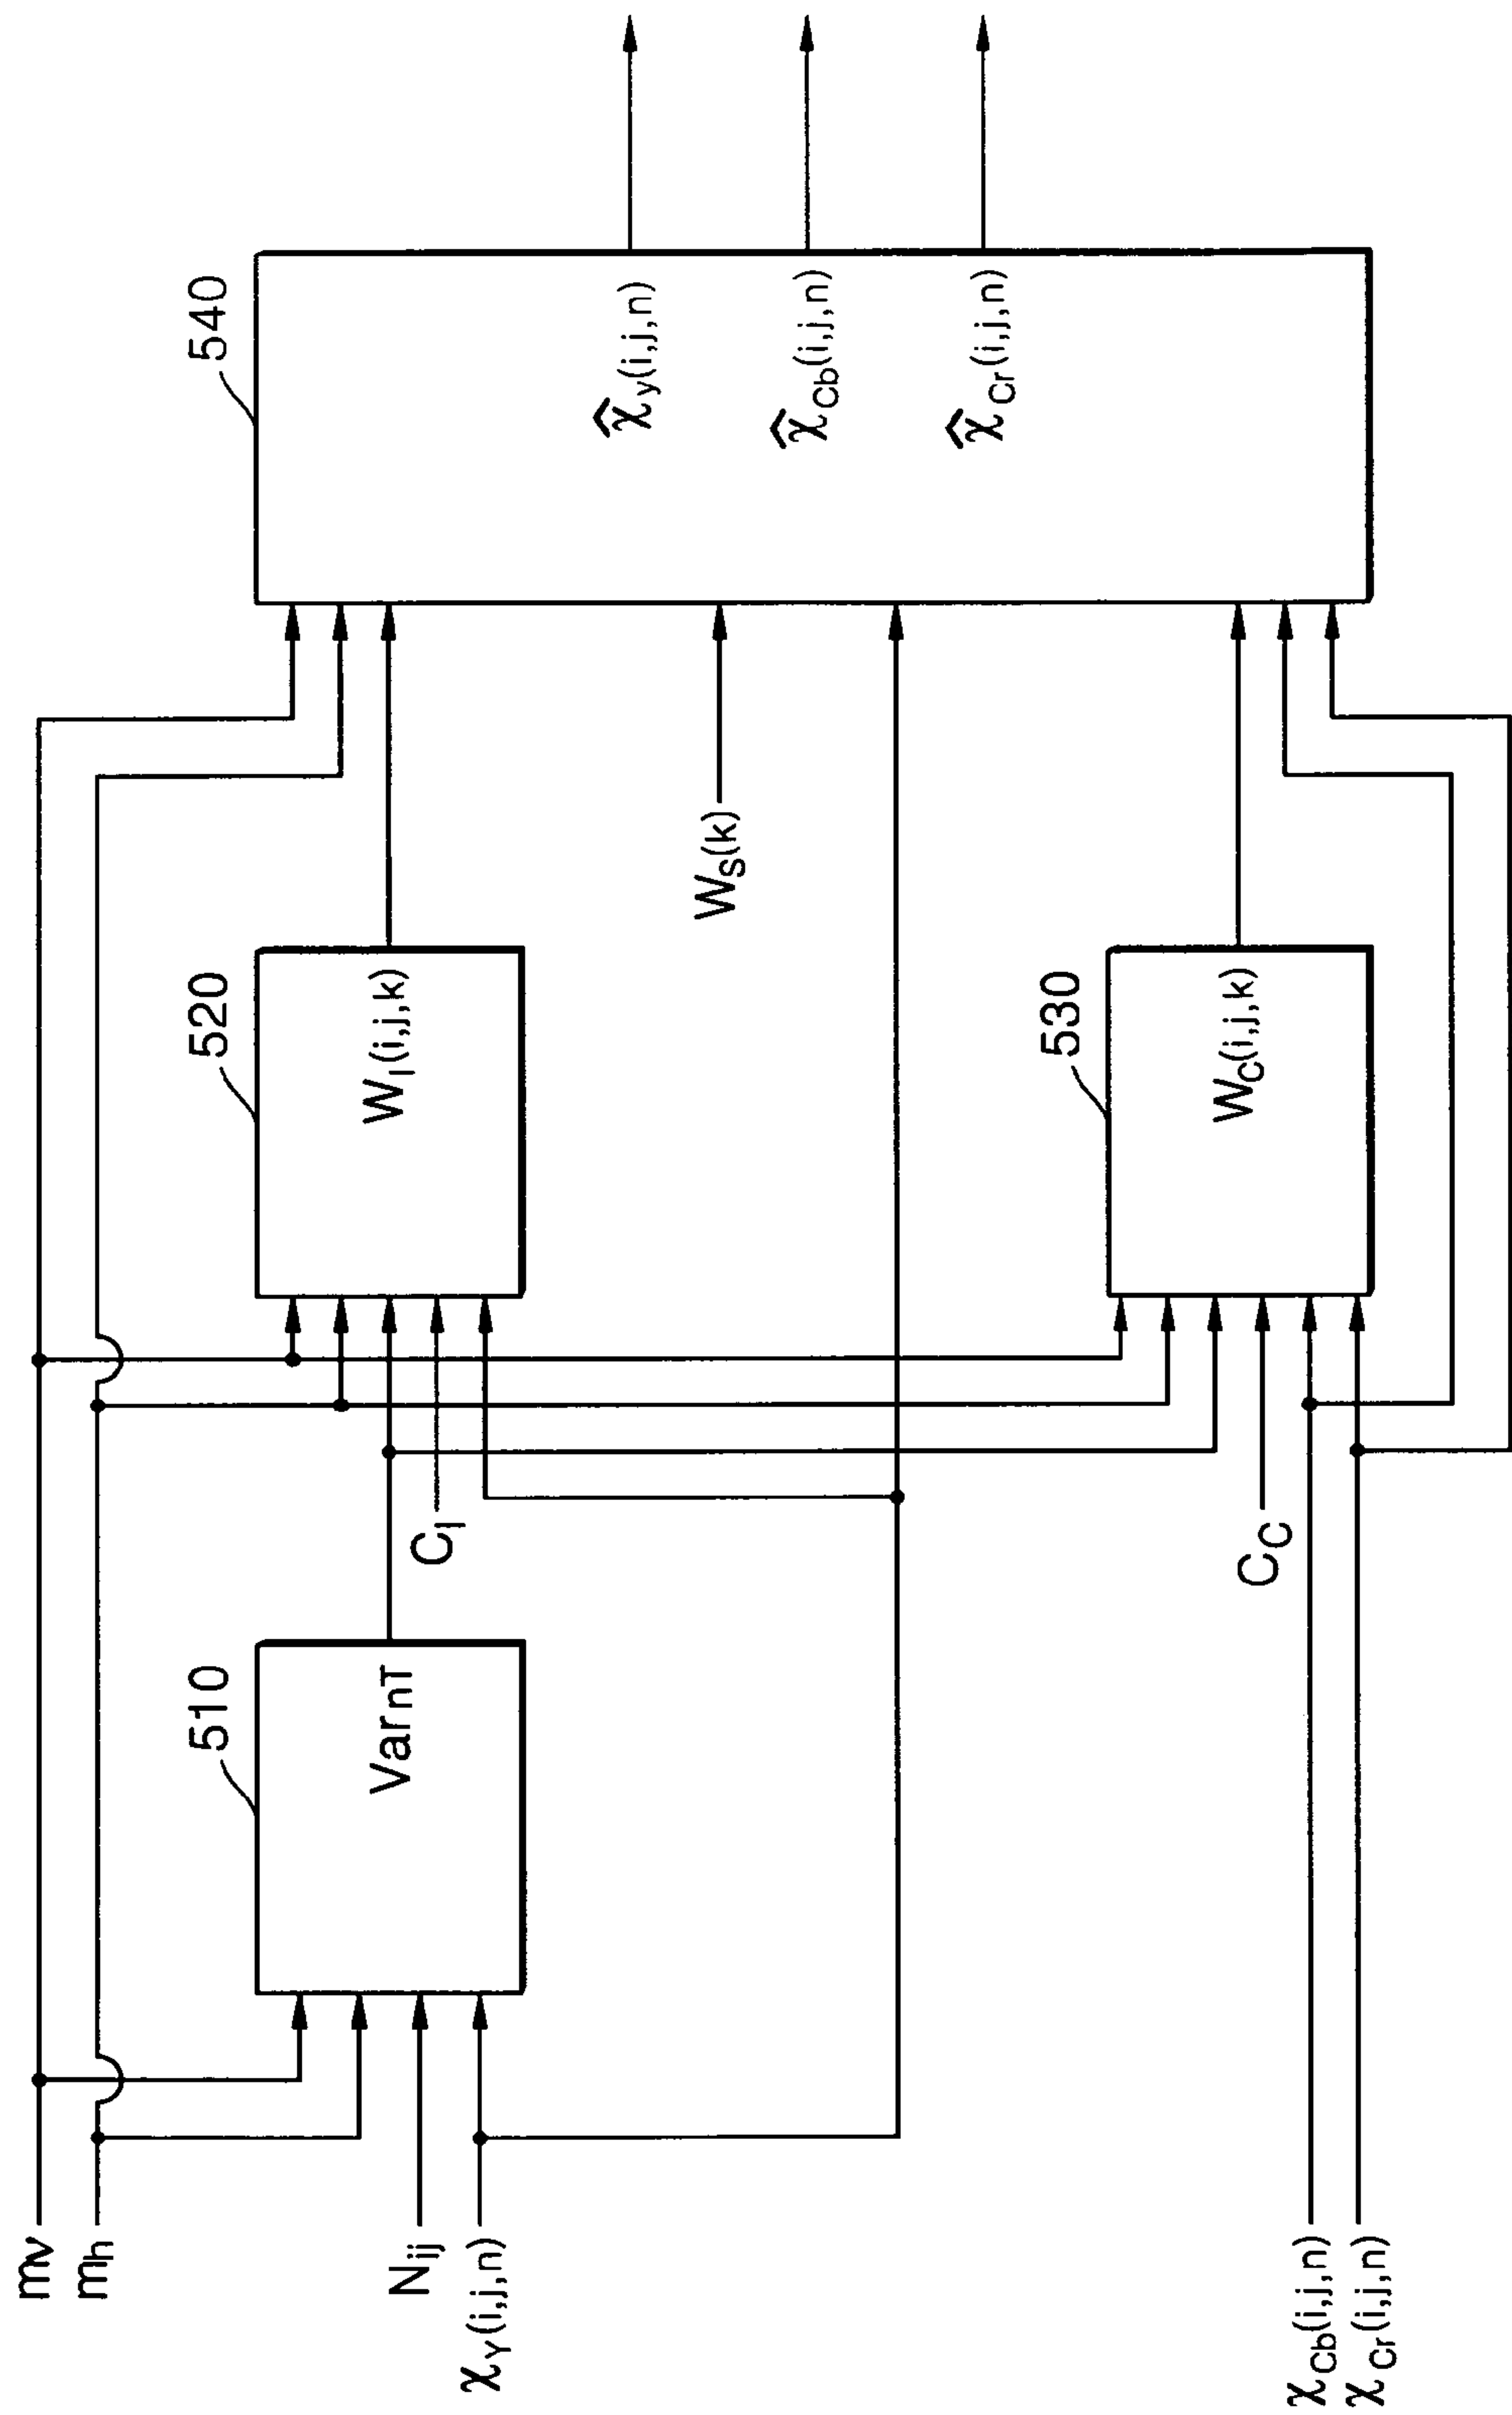 mv
mh
Nij
χY(i,j,n)
χCb(i,j,n)
χCr(i,j,n)
510
VarnT
CI
CC
520
WI(i,j,k)
530
WC(i,j,k)
WS(k)
540
χ̂y(i,j,n)
χ̂Cb(i,j,n)
χ̂Cr(i,j,n)